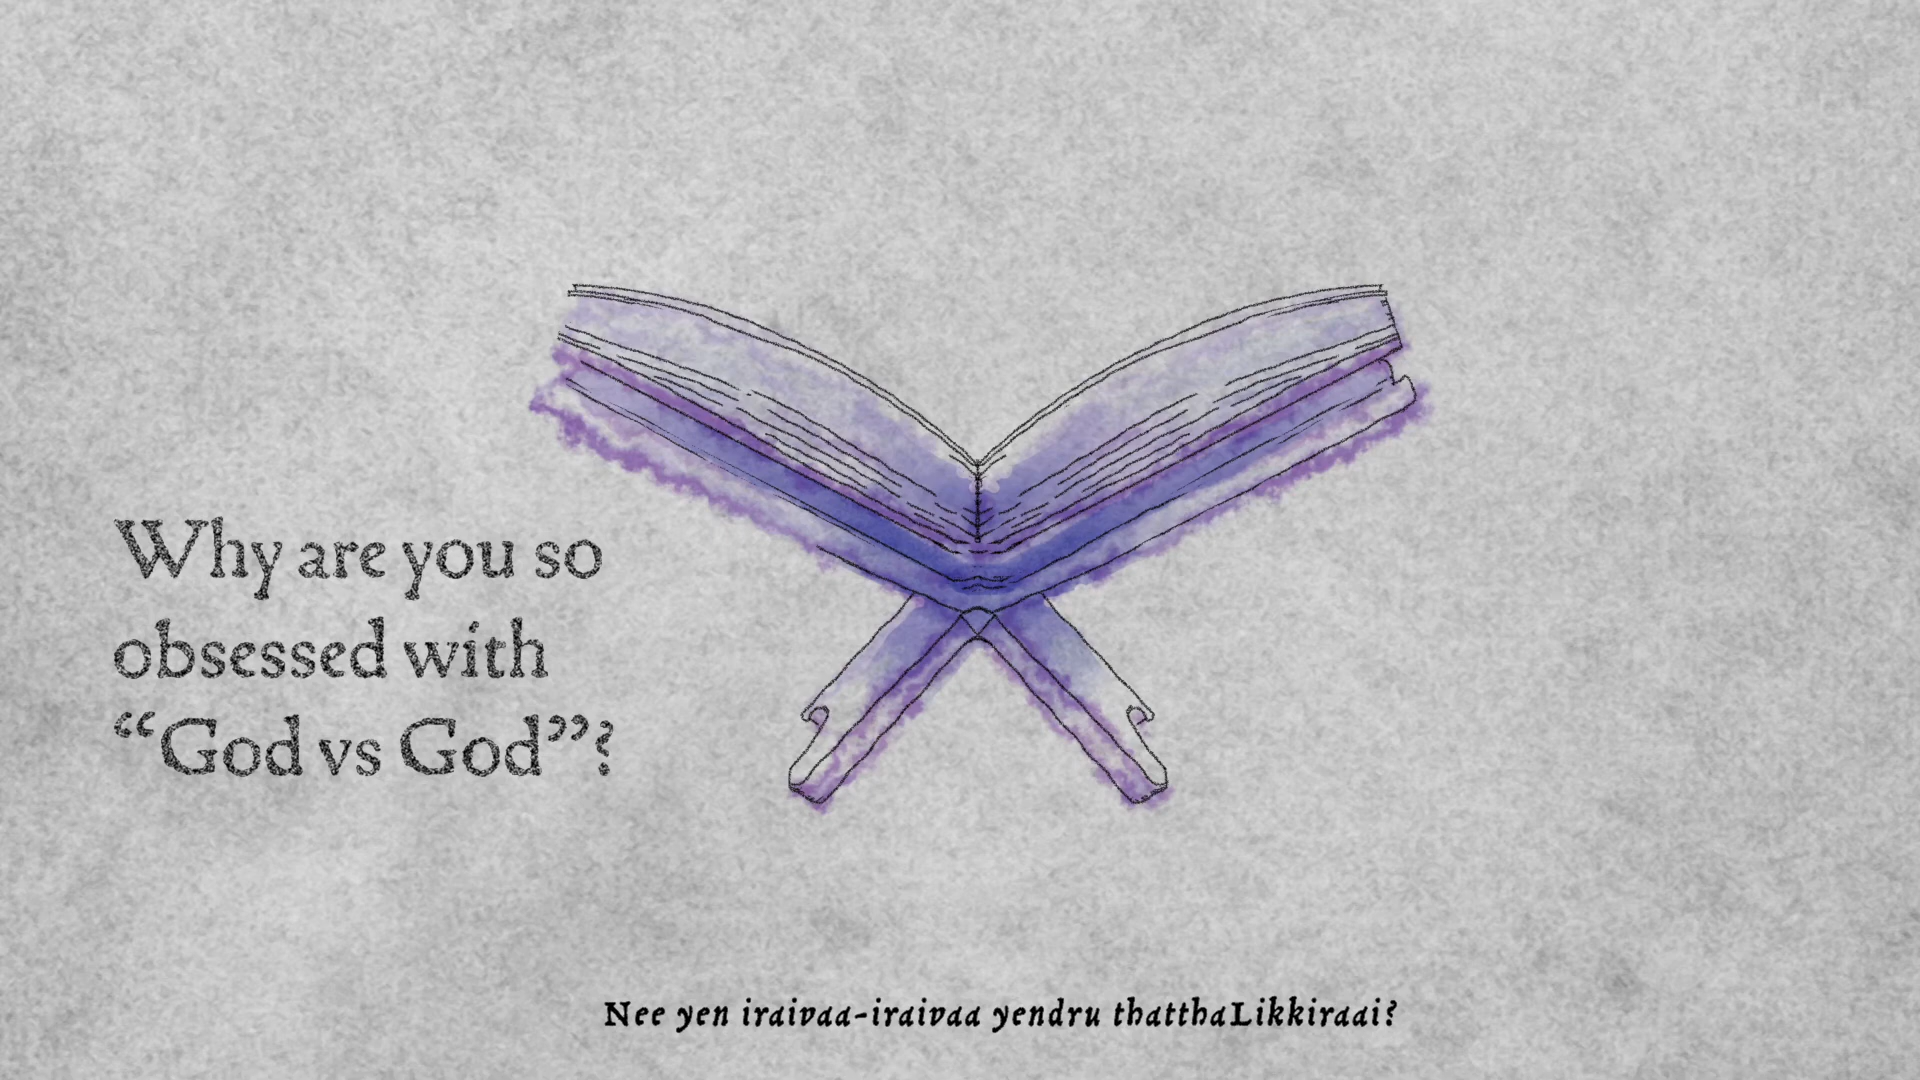 Why are you so
obsessed with
“God vs God”?
Nee yen iraivaa-iraivaa yendru thatthaLikkiraai?